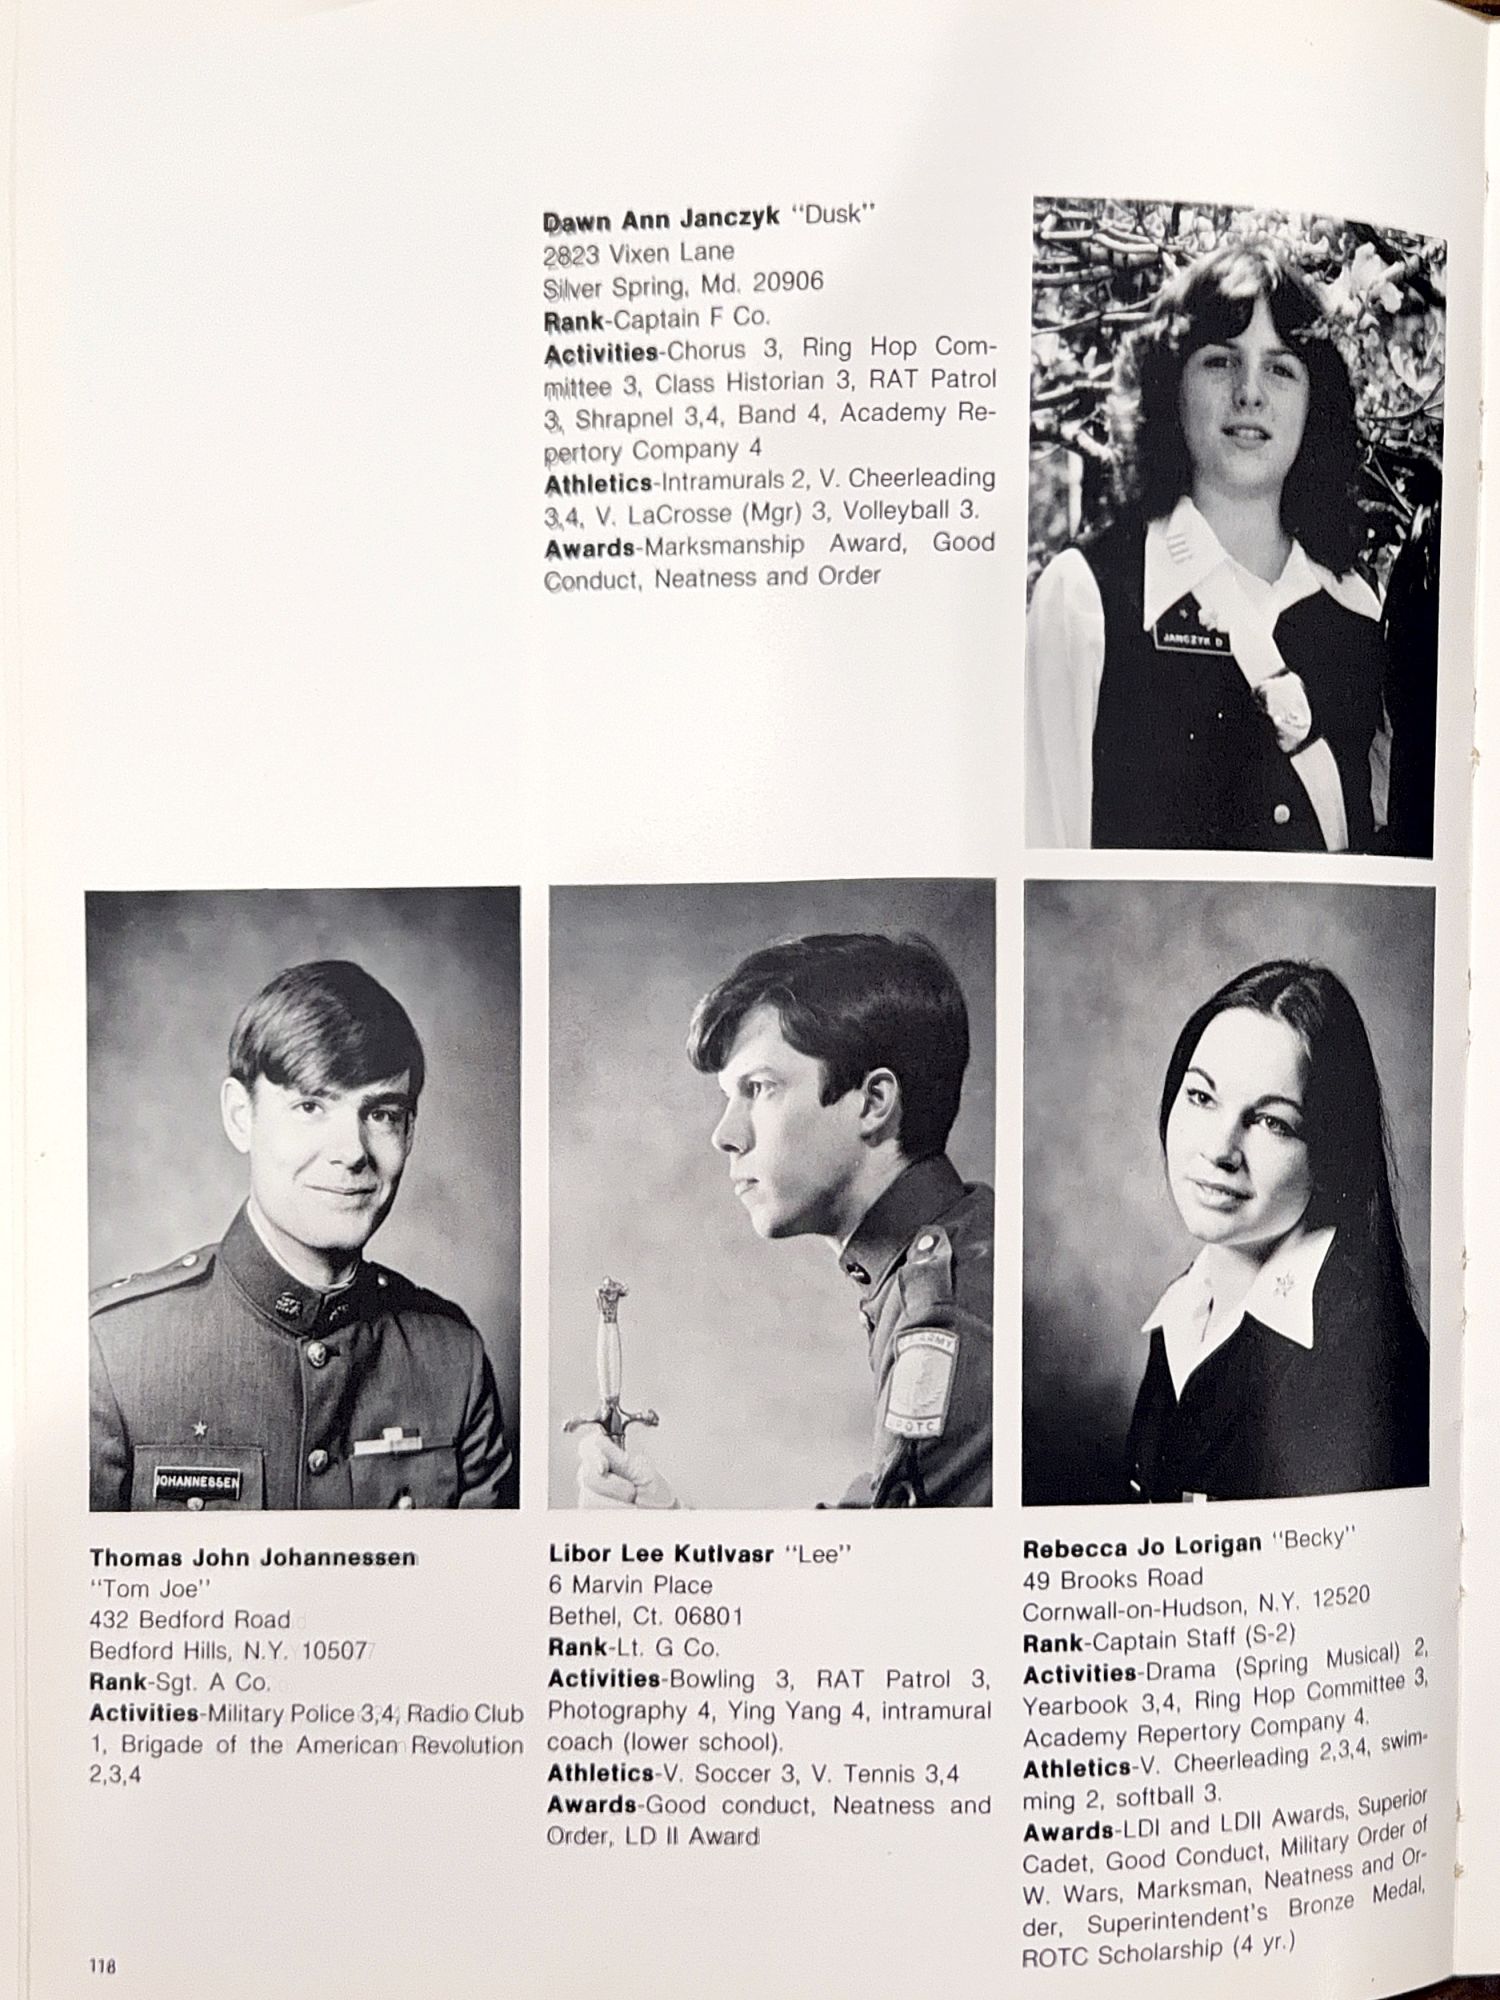 Dawn Ann Janczyk "Dusk"
2823 Vixen Lane
Silver Spring, Md. 20906
Rank-Captain F Co.
Activities-Chorus 3, Ring Hop Com-
mittee 3, Class Historian 3, RAT Patrol
3, Shrapnel 3,4, Band 4, Academy Re-
pertory Company 4
Athletics-Intramurals 2, V. Cheerleading
3,4, V. LaCrosse (Mgr) 3, Volleyball 3.
Awards-Marksmanship Award, Good
Conduct, Neatness and Order
JANCZYK D
JOHANNESSEN
U.S. ARMY
ROTC
Thomas John Johannessen
"Tom Joe"
432 Bedford Road
Bedford Hills, N.Y. 10507
Rank-Sgt. A Co.
Activities-Military Police 3,4, Radio Club
1, Brigade of the American Revolution
2,3,4
Libor Lee Kutlvasr "Lee"
6 Marvin Place
Bethel, Ct. 06801
Rank-Lt. G Co.
Activities-Bowling 3, RAT Patrol 3,
Photography 4, Ying Yang 4, intramural
coach (lower school).
Athletics-V. Soccer 3, V. Tennis 3,4
Awards-Good conduct, Neatness and
Order, LD II Award
Rebecca Jo Lorigan "Becky"
49 Brooks Road
Cornwall-on-Hudson, N.Y. 12520
Rank-Captain Staff (S-2)
Activities-Drama (Spring Musical) 2,
Yearbook 3,4, Ring Hop Committee 3,
Academy Repertory Company 4.
Athletics-V. Cheerleading 2,3,4, swim-
ming 2, softball 3.
Awards-LDI and LDII Awards, Superior
Cadet, Good Conduct, Military Order of
W. Wars, Marksman, Neatness and Or-
der, Superintendent's Bronze Medal,
ROTC Scholarship (4 yr.)
118